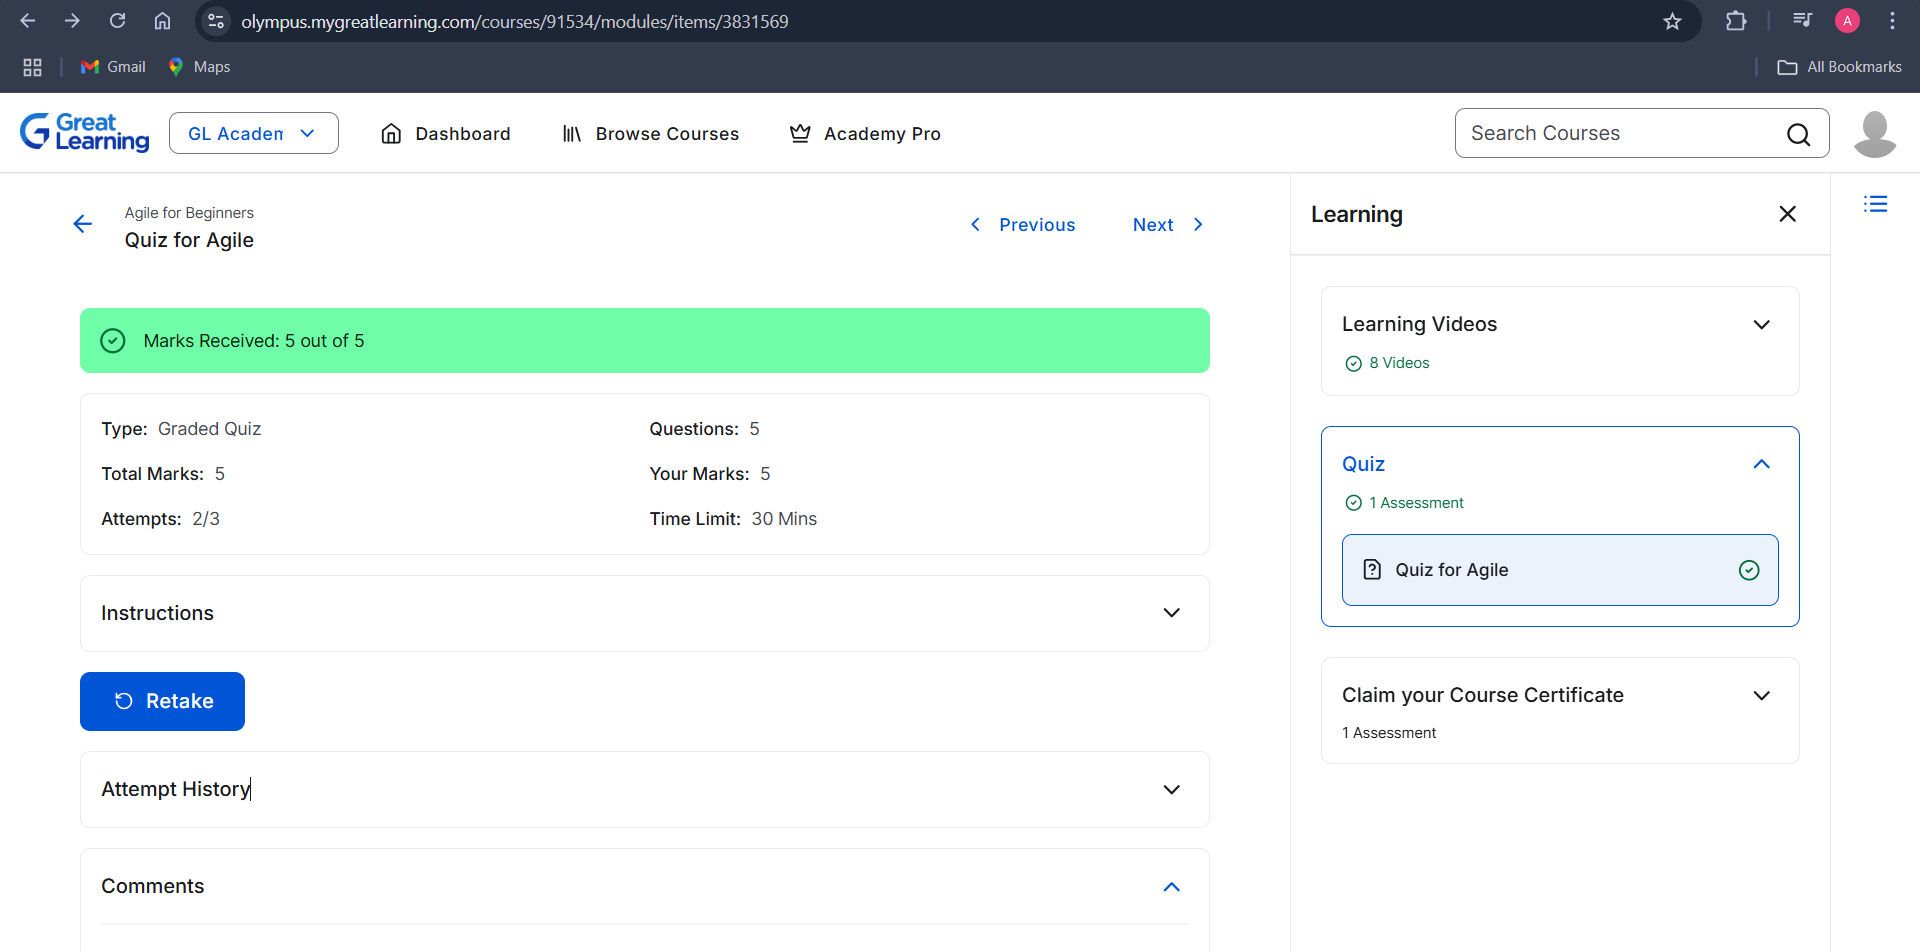 olympus.mygreatlearning.com/courses/91534/modules/items/3831569
A
Gmail
Maps
All Bookmarks
Great Learning
GL Academ
Dashboard
Browse Courses
Academy Pro
Search Courses
Agile for Beginners
Quiz for Agile
Previous
Next
Marks Received: 5 out of 5
Type: Graded Quiz
Questions: 5
Total Marks: 5
Your Marks: 5
Attempts: 2/3
Time Limit: 30 Mins
Instructions
Retake
Attempt History
Comments
Learning
Learning Videos
8 Videos
Quiz
1 Assessment
Quiz for Agile
Claim your Course Certificate
1 Assessment